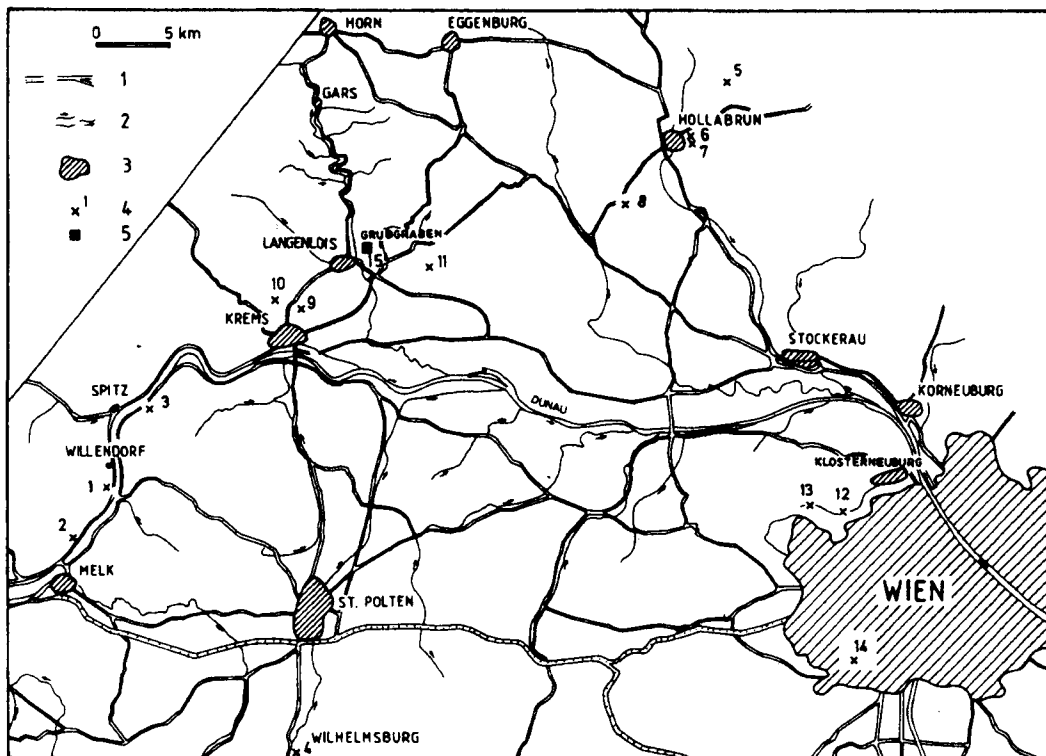 HORN
EGGENBURG
0 5 km
1
2
3
1 4
5
GARS
5
HOLLABRUN
6
7
8
LANGENLOIS
GRUBGRABEN
15
11
10
9
KREMS
STOCKERAU
SPITZ
3
DUNAU
KORNEUBURG
WILLENDORF
1
KLOSTERNEUBURG
13 12
2
MELK
ST. POLTEN
WIEN
14
4 WILHELMSBURG